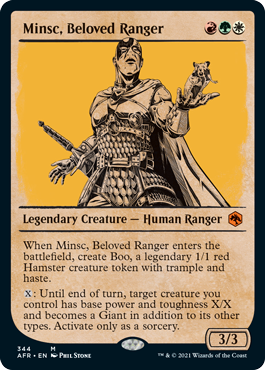 Minsc, Beloved Ranger
Legendary Creature — Human Ranger
When Minsc, Beloved Ranger enters the
battlefield, create Boo, a legendary 1/1 red
Hamster creature token with trample and
haste.
X: Until end of turn, target creature you
control has base power and toughness X/X
and becomes a Giant in addition to its
other types. Activate only as a sorcery.
3/3
344 M
AFR • EN Phil Stone
™ & © 2021 Wizards of the Coast